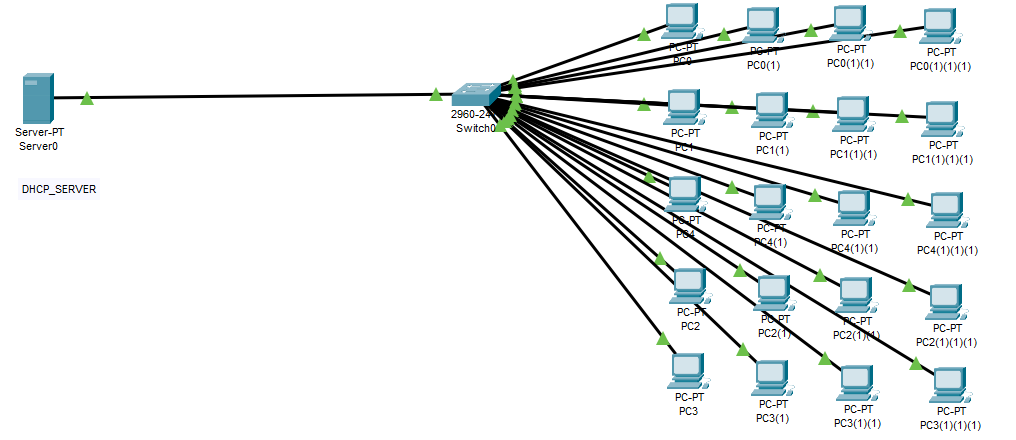 PC-PT
PC0
PC-PT
PC0(1)
PC-PT
PC0(1)(1)
PC-PT
PC0(1)(1)(1)
Server-PT
Server0
2960-24
Switch0
PC-PT
PC1
PC-PT
PC1(1)
PC-PT
PC1(1)(1)
PC-PT
PC1(1)(1)(1)
DHCP_SERVER
PC-PT
PC4
PC-PT
PC4(1)
PC-PT
PC4(1)(1)
PC-PT
PC4(1)(1)(1)
PC-PT
PC2
PC-PT
PC2(1)
PC-PT
PC2(1)(1)
PC-PT
PC2(1)(1)(1)
PC-PT
PC3
PC-PT
PC3(1)
PC-PT
PC3(1)(1)
PC-PT
PC3(1)(1)(1)